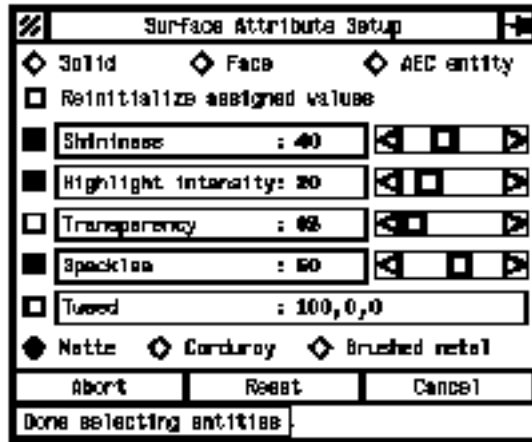 Surface Attribute Setup
Solid Face AEC entity
Reinitialize assigned values
Shininess : 40
Highlight intensity: 20
Transparency :
Speckles :
Tweed : 100,0,0
Matte Corduroy Brushed metal
Abort Reset Cancel
Done selecting entities